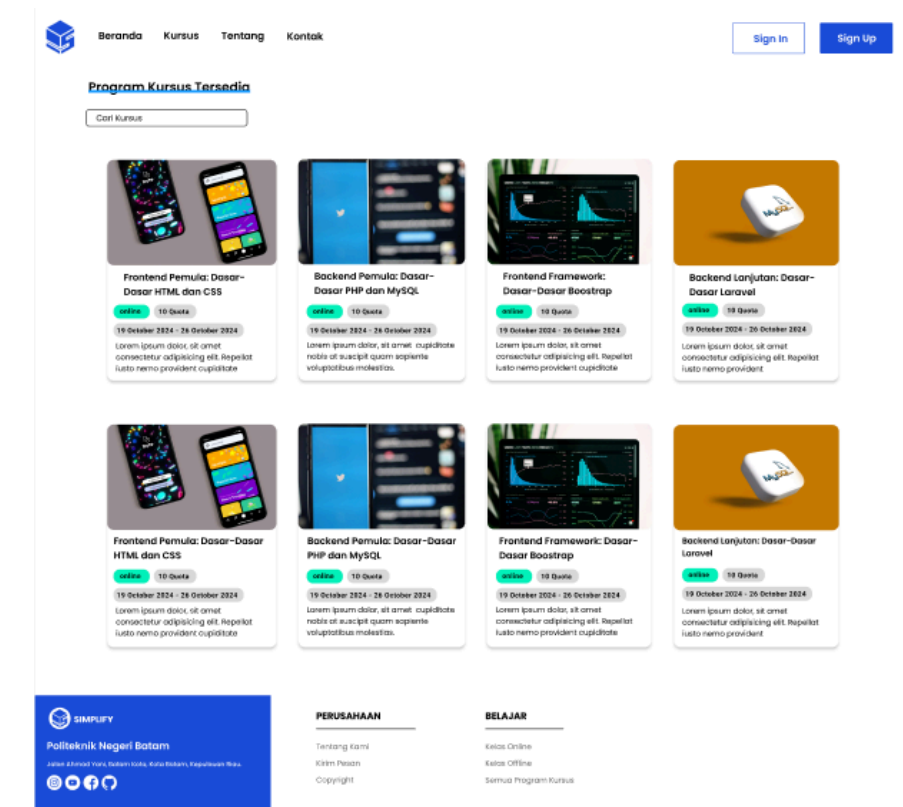 Beranda Kursus Tentang Kontak Sign In Sign Up
Program Kursus Tersedia
Cari Kursus
Frontend Pemula: Dasar-
Dasar HTML dan CSS
online 10 Quota
19 October 2024 - 26 October 2024
Lorem ipsum dolor, sit amet
consectetur adipisicing elit. Repellat
iusto nemo provident cupiditate
Backend Pemula: Dasar-
Dasar PHP dan MySQL
online 10 Quota
19 October 2024 - 26 October 2024
Lorem ipsum dolor, sit amet cupiditate
nobis at suscipit quam sapiente
voluptatibus molestias.
Frontend Framework:
Dasar-Dasar Boostrap
online 10 Quota
19 October 2024 - 26 October 2024
Lorem ipsum dolor, sit amet
consectetur adipisicing elit. Repellat
iusto nemo provident cupiditate
MySQL
Backend Lanjutan: Dasar-
Dasar Laravel
online 10 Quota
19 October 2024 - 26 October 2024
Lorem ipsum dolor, sit amet
consectetur adipisicing elit. Repellat
iusto nemo provident
Frontend Pemula: Dasar-Dasar
HTML dan CSS
online 10 Quota
19 October 2024 - 26 October 2024
Lorem ipsum dolor, sit amet
consectetur adipisicing elit. Repellat
iusto nemo provident cupiditate
Backend Pemula: Dasar-Dasar
PHP dan MySQL
online 10 Quota
19 October 2024 - 26 October 2024
Lorem ipsum dolor, sit amet cupiditate
nobis at suscipit quam sapiente
voluptatibus molestias.
Frontend Framework: Dasar-
Dasar Boostrap
online 10 Quota
19 October 2024 - 26 October 2024
Lorem ipsum dolor, sit amet
consectetur adipisicing elit. Repellat
iusto nemo provident cupiditate
MySQL
Backend Lanjutan: Dasar-Dasar
Laravel
online 10 Quota
19 October 2024 - 26 October 2024
Lorem ipsum dolor, sit amet
consectetur adipisicing elit. Repellat
iusto nemo provident
SIMPLIFY
Politeknik Negeri Batam
Jalan Ahmad Yani, Batam Kota, Kota Batam, Kepulauan Riau.
PERUSAHAAN
Tentang Kami
Kirim Pesan
Copyright
BELAJAR
Kelas Online
Kelas Offline
Semua Program Kursus